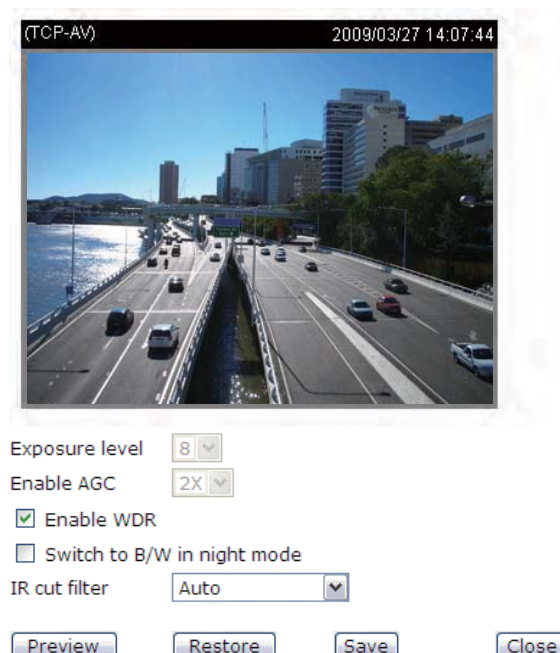 (TCP-AV) 2009/03/27 14:07:44
Exposure level 8
Enable AGC 2X
Enable WDR
Switch to B/W in night mode
IR cut filter Auto
Preview Restore Save Close